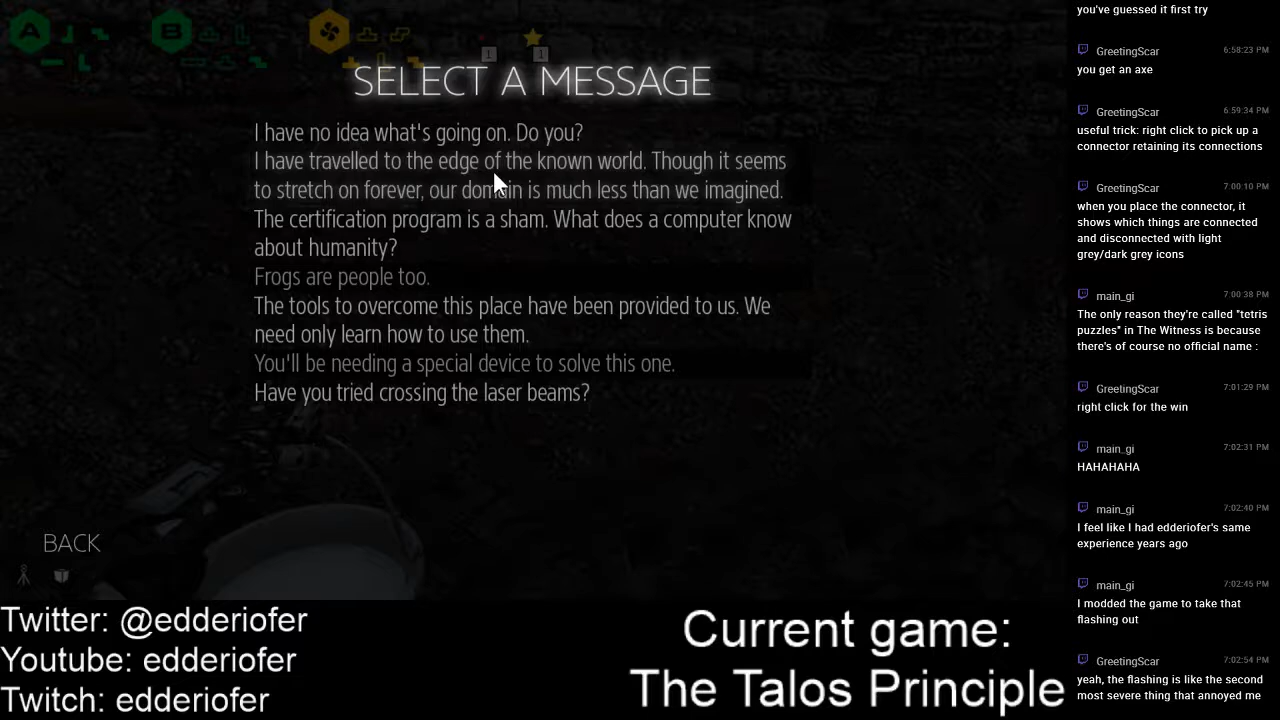 A
B
1
1
SELECT A MESSAGE
I have no idea what's going on. Do you?
I have travelled to the edge of the known world. Though it seems
to stretch on forever, our domain is much less than we imagined.
The certification program is a sham. What does a computer know
about humanity?
Frogs are people too.
The tools to overcome this place have been provided to us. We
need only learn how to use them.
You'll be needing a special device to solve this one.
Have you tried crossing the laser beams?
BACK
Twitter: @edderiofer
Youtube: edderiofer
Twitch: edderiofer
Current game:
The Talos Principle
you've guessed it first try
GreetingScar 6:58:23 PM
you get an axe
GreetingScar 6:59:34 PM
useful trick: right click to pick up a
connector retaining its connections
GreetingScar 7:00:10 PM
when you place the connector, it
shows which things are connected
and disconnected with light
grey/dark grey icons
main_gi 7:00:38 PM
The only reason they're called "tetris
puzzles" in The Witness is because
there's of course no official name :
GreetingScar 7:01:29 PM
right click for the win
main_gi 7:02:31 PM
HAHAHAHA
main_gi 7:02:40 PM
I feel like I had edderiofer's same
experience years ago
main_gi 7:02:45 PM
I modded the game to take that
flashing out
GreetingScar 7:02:54 PM
yeah, the flashing is like the second
most severe thing that annoyed me